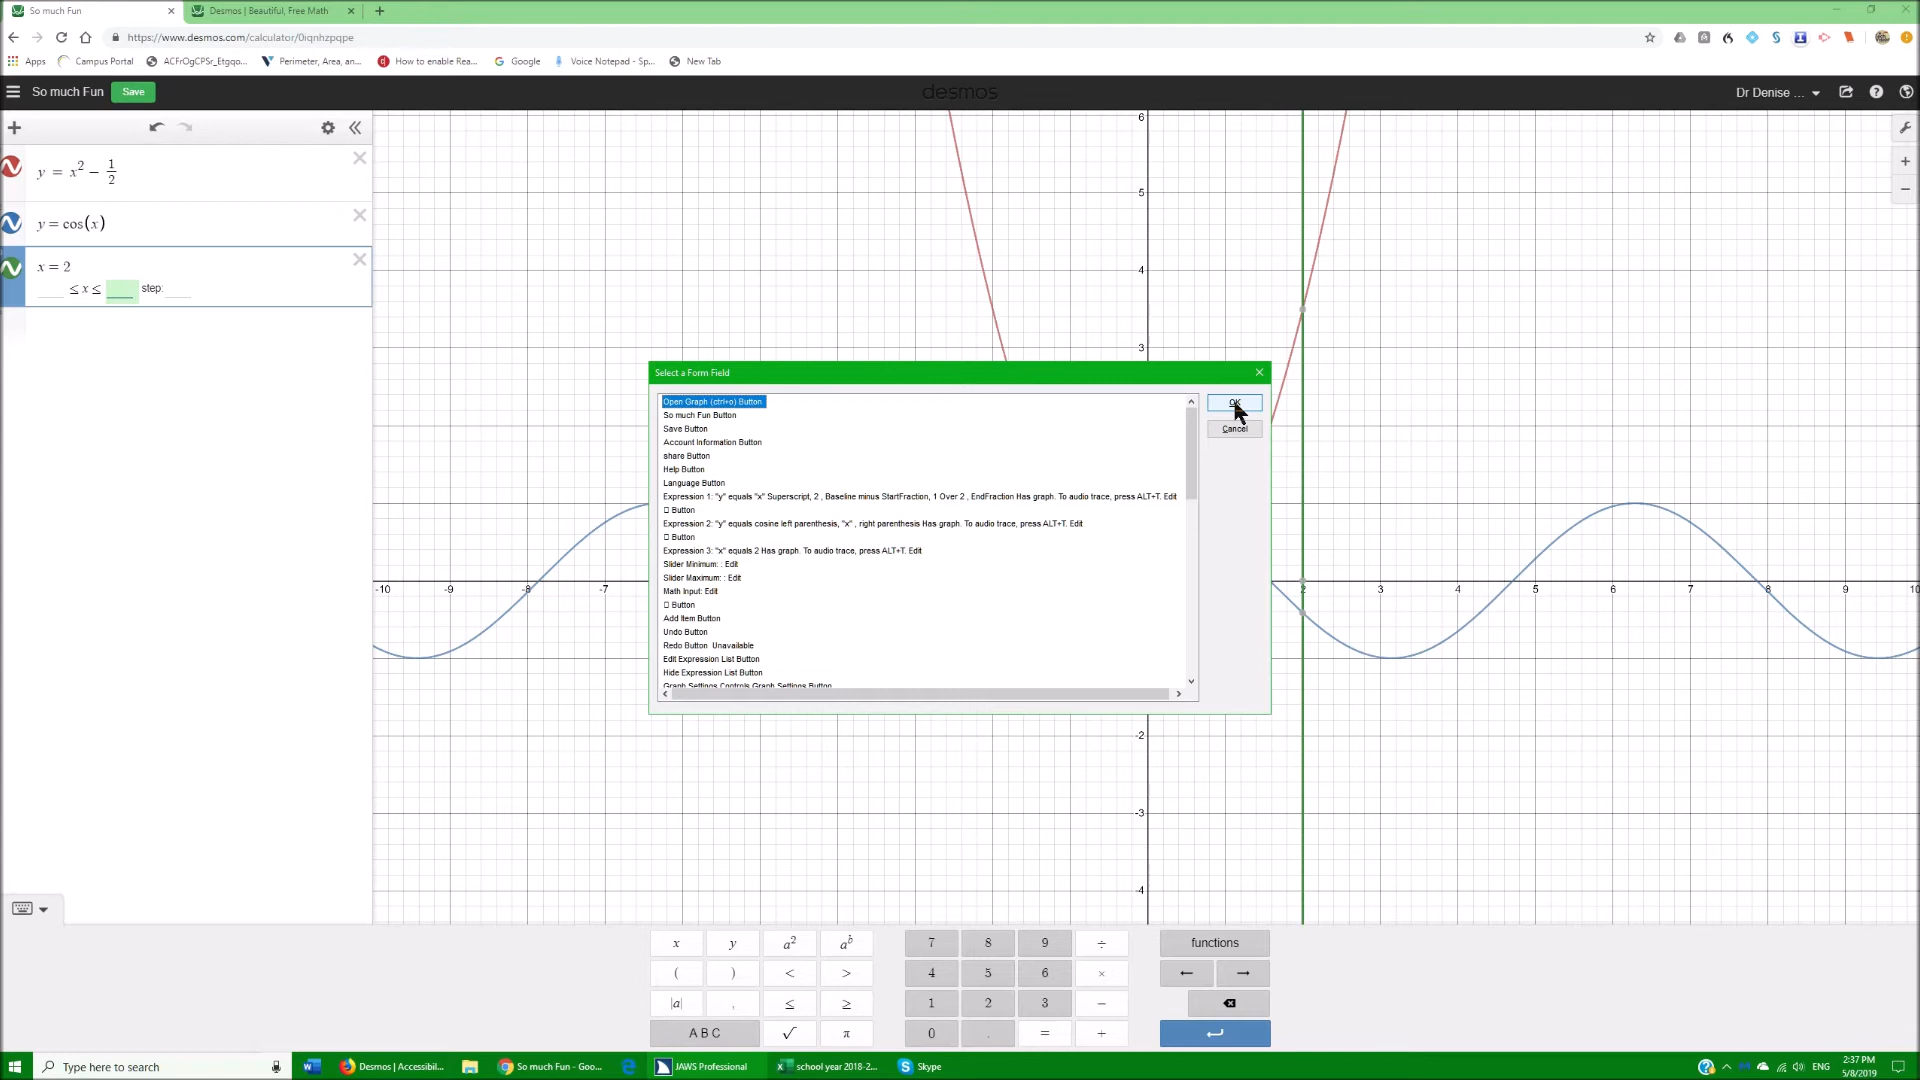 So much Fun
Desmos | Beautiful, Free Math
https://www.desmos.com/calculator/0iqnhzpqpe
Apps
Campus Portal
ACFrOgCPSr_Etgqo...
Perimeter, Area, an...
How to enable Rea...
Google
Voice Notepad - Sp...
New Tab
So much Fun
Save
desmos
Dr Denise ...
y = x² − 1/2
y = cos(x)
x = 2
≤ x ≤ step:
6
5
4
3
-2
-3
-4
-10 -9 -8 -7 2 3 4 5 6 7 8 9 10
Select a Form Field
Open Graph (ctrl+o) Button
So much Fun Button
Save Button
Account Information Button
share Button
Help Button
Language Button
Expression 1: "y" equals "x" Superscript, 2 , Baseline minus StartFraction, 1 Over 2 , EndFraction Has graph. To audio trace, press ALT+T. Edit
Button
Expression 2: "y" equals cosine left parenthesis, "x" , right parenthesis Has graph. To audio trace, press ALT+T. Edit
Button
Expression 3: "x" equals 2 Has graph. To audio trace, press ALT+T. Edit
Slider Minimum: : Edit
Slider Maximum: : Edit
Math Input: Edit
Button
Add Item Button
Undo Button
Redo Button Unavailable
Edit Expression List Button
Hide Expression List Button
Graph Settings Controls Graph Settings Button
OK
Cancel
x y a² aᵇ 7 8 9 ÷ functions
( ) < > 4 5 6 × ← →
|a| , ≤ ≥ 1 2 3 −
A B C √ π 0 . = +
Type here to search
Desmos | Accessibil...
So much Fun - Goo...
JAWS Professional
school year 2018-2...
Skype
ENG
2:37 PM
5/8/2019